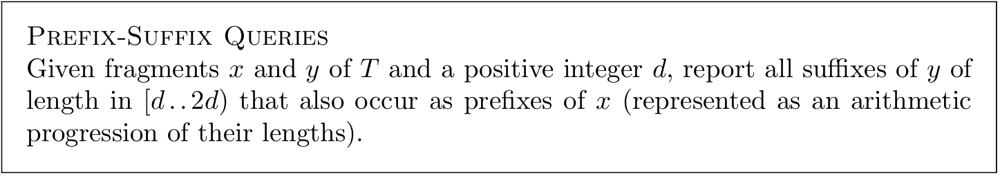 Prefix-Suffix Queries
Given fragments x and y of T and a positive integer d, report all suffixes of y of
length in [d . . 2d) that also occur as prefixes of x (represented as an arithmetic
progression of their lengths).